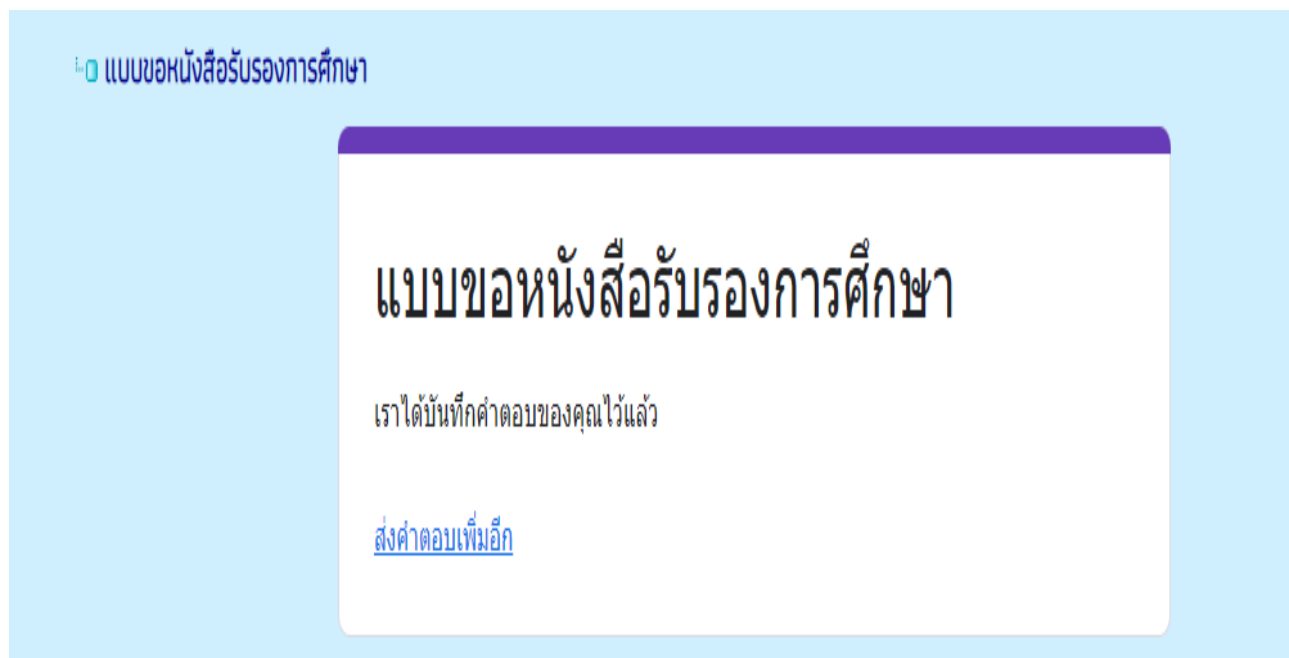 แบบขอหนังสือรับรองการศึกษา
แบบขอหนังสือรับรองการศึกษา
เราได้บันทึกคำตอบของคุณไว้แล้ว
ส่งคำตอบเพิ่มอีก